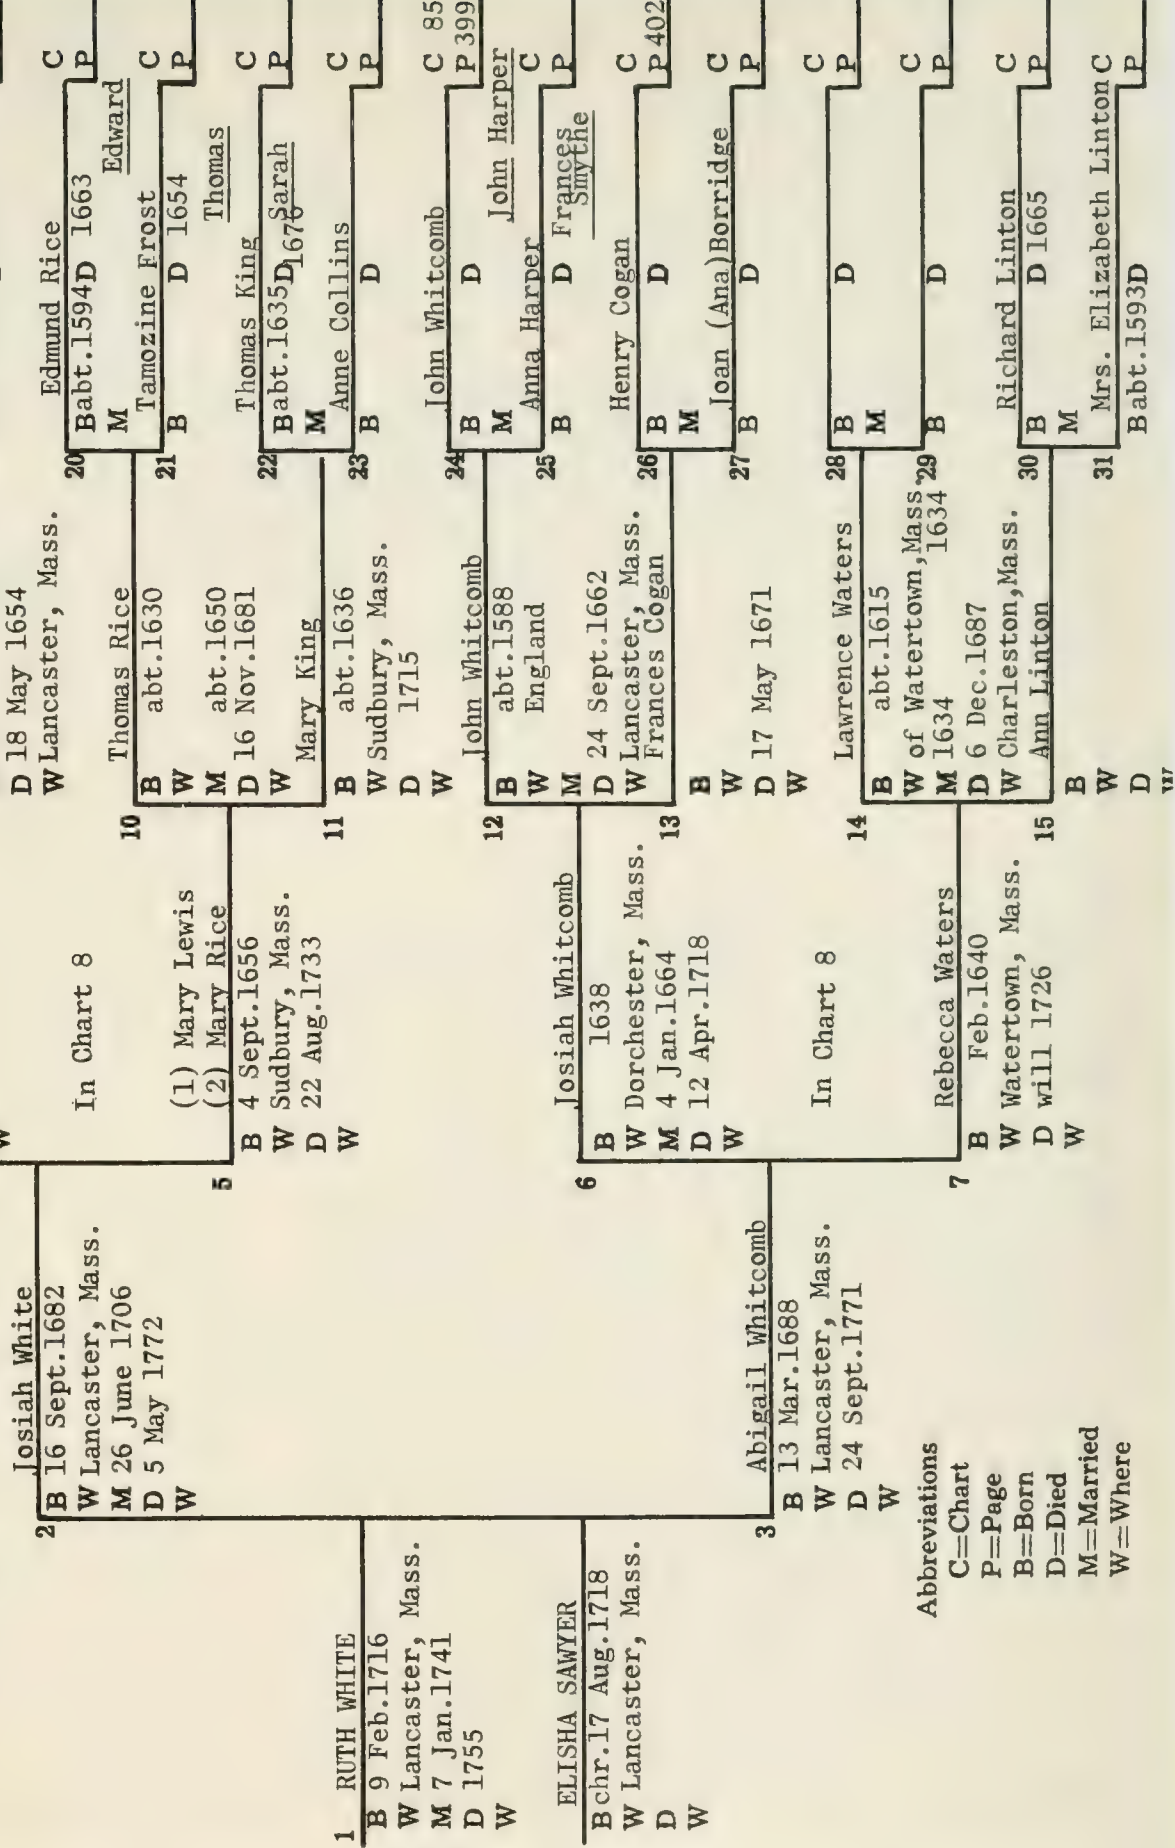 1 RUTH WHITE
B 9 Feb.1716
W Lancaster, Mass.
M 7 Jan.1741
D 1755
W
ELISHA SAWYER
B chr.17 Aug.1718
W Lancaster, Mass.
D
W
2
Josiah White
B 16 Sept.1682
W Lancaster, Mass.
M 26 June 1706
D 5 May 1772
W
3
Abigail Whitcomb
B 13 Mar.1688
W Lancaster, Mass.
D 24 Sept.1771
W
Abbreviations
C=Chart
P=Page
B=Born
D=Died
M=Married
W=Where
W
In Chart 8
(1) Mary Lewis
(2) Mary Rice
5
B 4 Sept.1656
W Sudbury, Mass.
D 22 Aug.1733
W
Josiah Whitcomb
6
B 1638
W Dorchester, Mass.
M 4 Jan.1664
D 12 Apr.1718
W
In Chart 8
Rebecca Waters
7
B Feb.1640
W Watertown, Mass.
D will 1726
W
D 18 May 1654
W Lancaster, Mass.
Thomas Rice
10
B abt.1630
W
M abt.1650
D 16 Nov.1681
W
Mary King
11
B abt.1636
W Sudbury, Mass.
D 1715
W
John Whitcomb
12
B abt.1588
W England
M
D 24 Sept.1662
W Lancaster, Mass.
Frances Cogan
13
B
W
D 17 May 1671
W
Lawrence Waters
14
B abt.1615
W of Watertown,Mass.
M 1634 1634
D 6 Dec.1687
W Charleston,Mass.
Ann Linton
15
B
W
D
Edmund Rice C
20 P
B abt.1594 D 1663
M Edward
Tamozine Frost C
21 P
B D 1654
Thomas
Thomas King C
22 P
B abt.1635 D 1676 Sarah
M
Anne Collins C
23 P
B D
John Whitcomb C 85
24 P 399
B D
M John Harper
Anna Harper C
25 P
B D Frances
Smythe
Henry Cogan C
26 P 402
B D
M
Joan (Ana)Borridge C
27 P
B D
C
28 P
B D
M
C
29 P
B D
Richard Linton C
30 P
B D 1665
M
Mrs. Elizabeth Linton C
31 P
B abt.1593 D